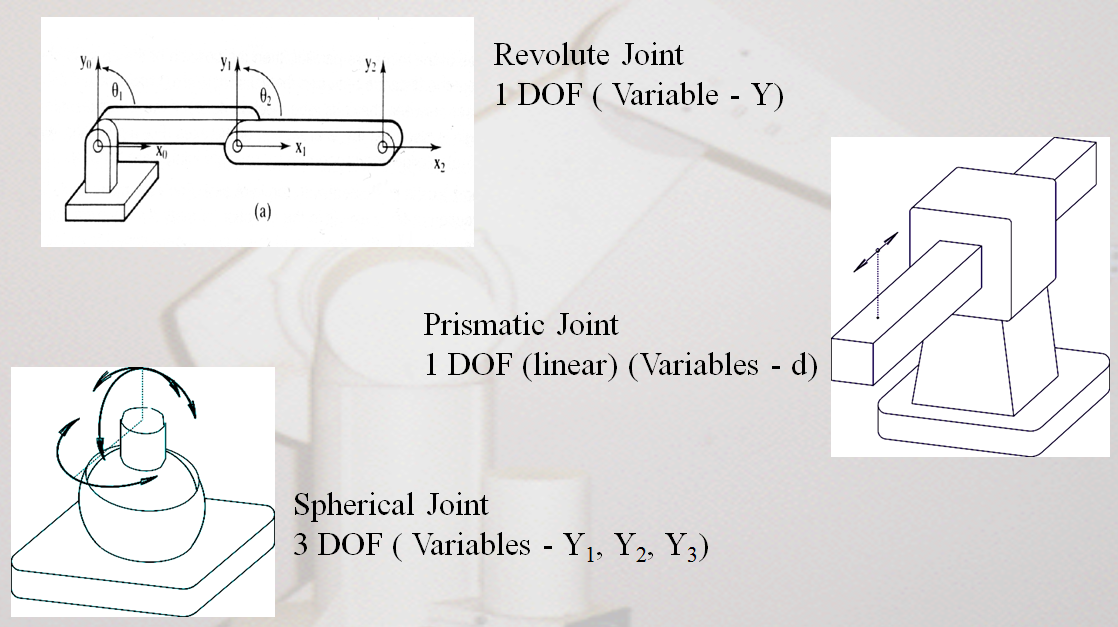 y₀ y₁ y₂
θ₁ θ₂
x₀ x₁ x₂
(a)
Revolute Joint
1 DOF ( Variable - Y)
Prismatic Joint
1 DOF (linear) (Variables - d)
Spherical Joint
3 DOF ( Variables - Y₁, Y₂, Y₃)